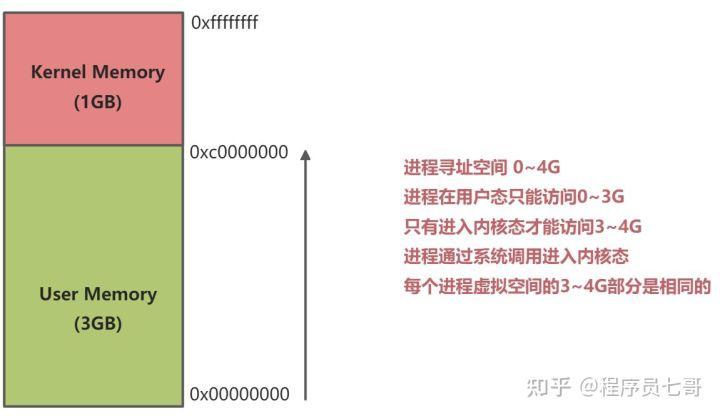 0xffffffff
Kernel Memory
(1GB)
0xc0000000
User Memory
(3GB)
0x00000000
进程寻址空间 0~4G
进程在用户态只能访问0~3G
只有进入内核态才能访问3~4G
进程通过系统调用进入内核态
每个进程虚拟空间的3~4G部分是相同的
知乎 @程序员七哥